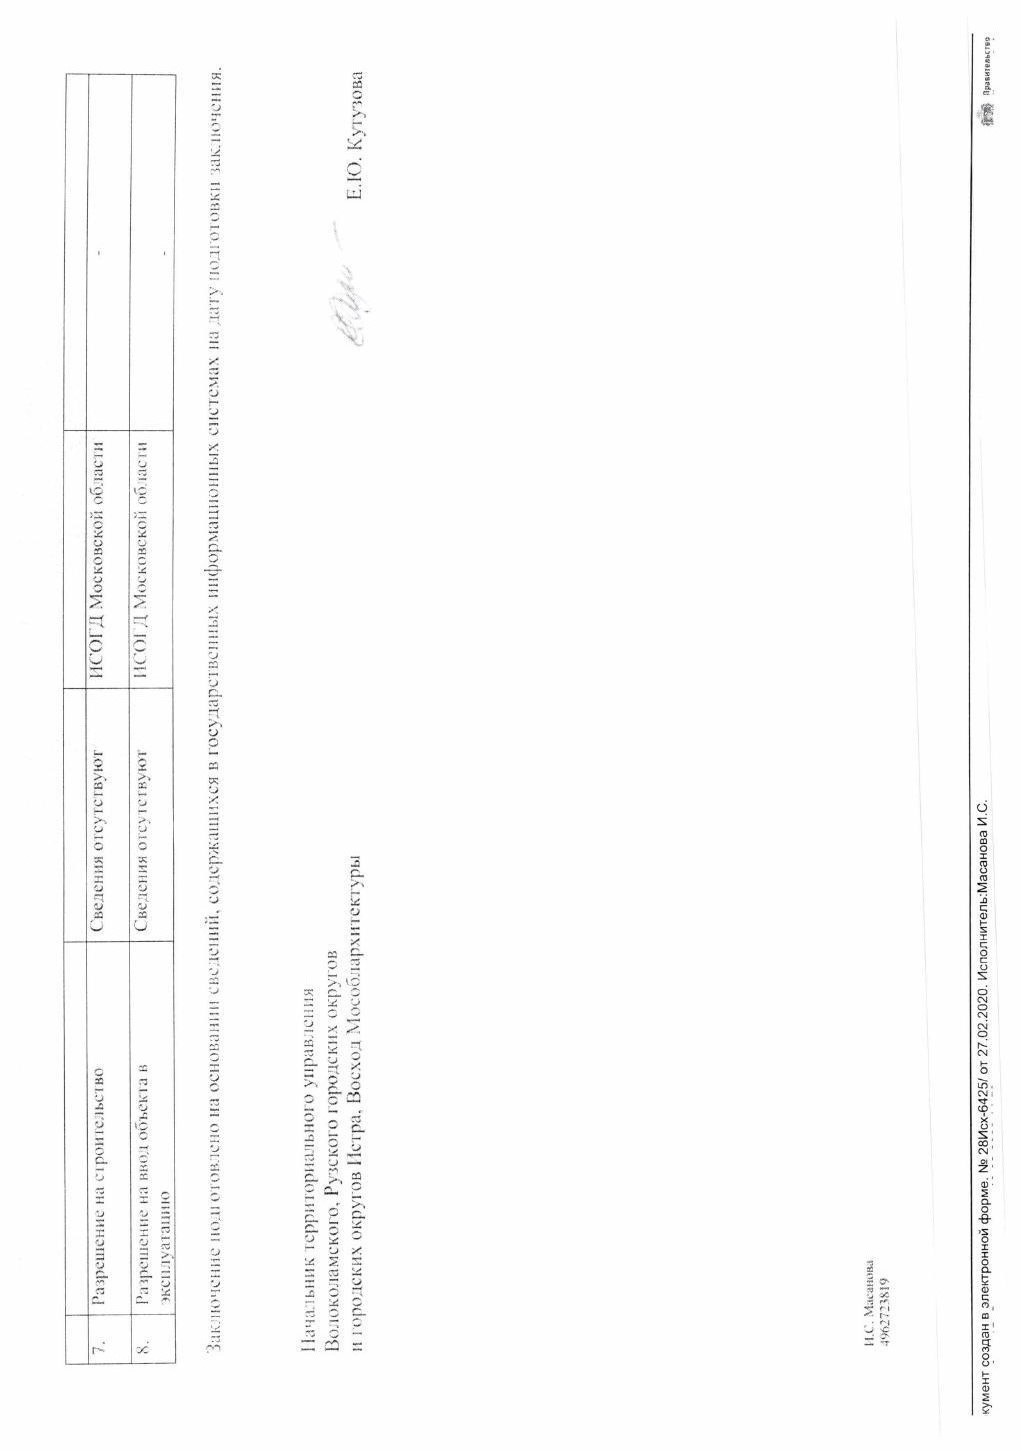 7. Разрешение на строительство Сведения отсутствуют ИСОГД Московской области -
8. Разрешение на ввод объекта в Сведения отсутствуют ИСОГД Московской области -
эксплуатацию
Заключение подготовлено на основании сведений, содержащихся в государственных информационных системах на дату подготовки заключения.
Начальник территориального управления
Волоколамского, Рузского городских округов
и городских округов Истра, Восход Мособлархитектуры Е.Ю. Кутузова
И.С. Масанова
4962723819
кумент создан в электронной форме. № 28Исх-6425/ от 27.02.2020. Исполнитель:Масанова И.С.
Правительство